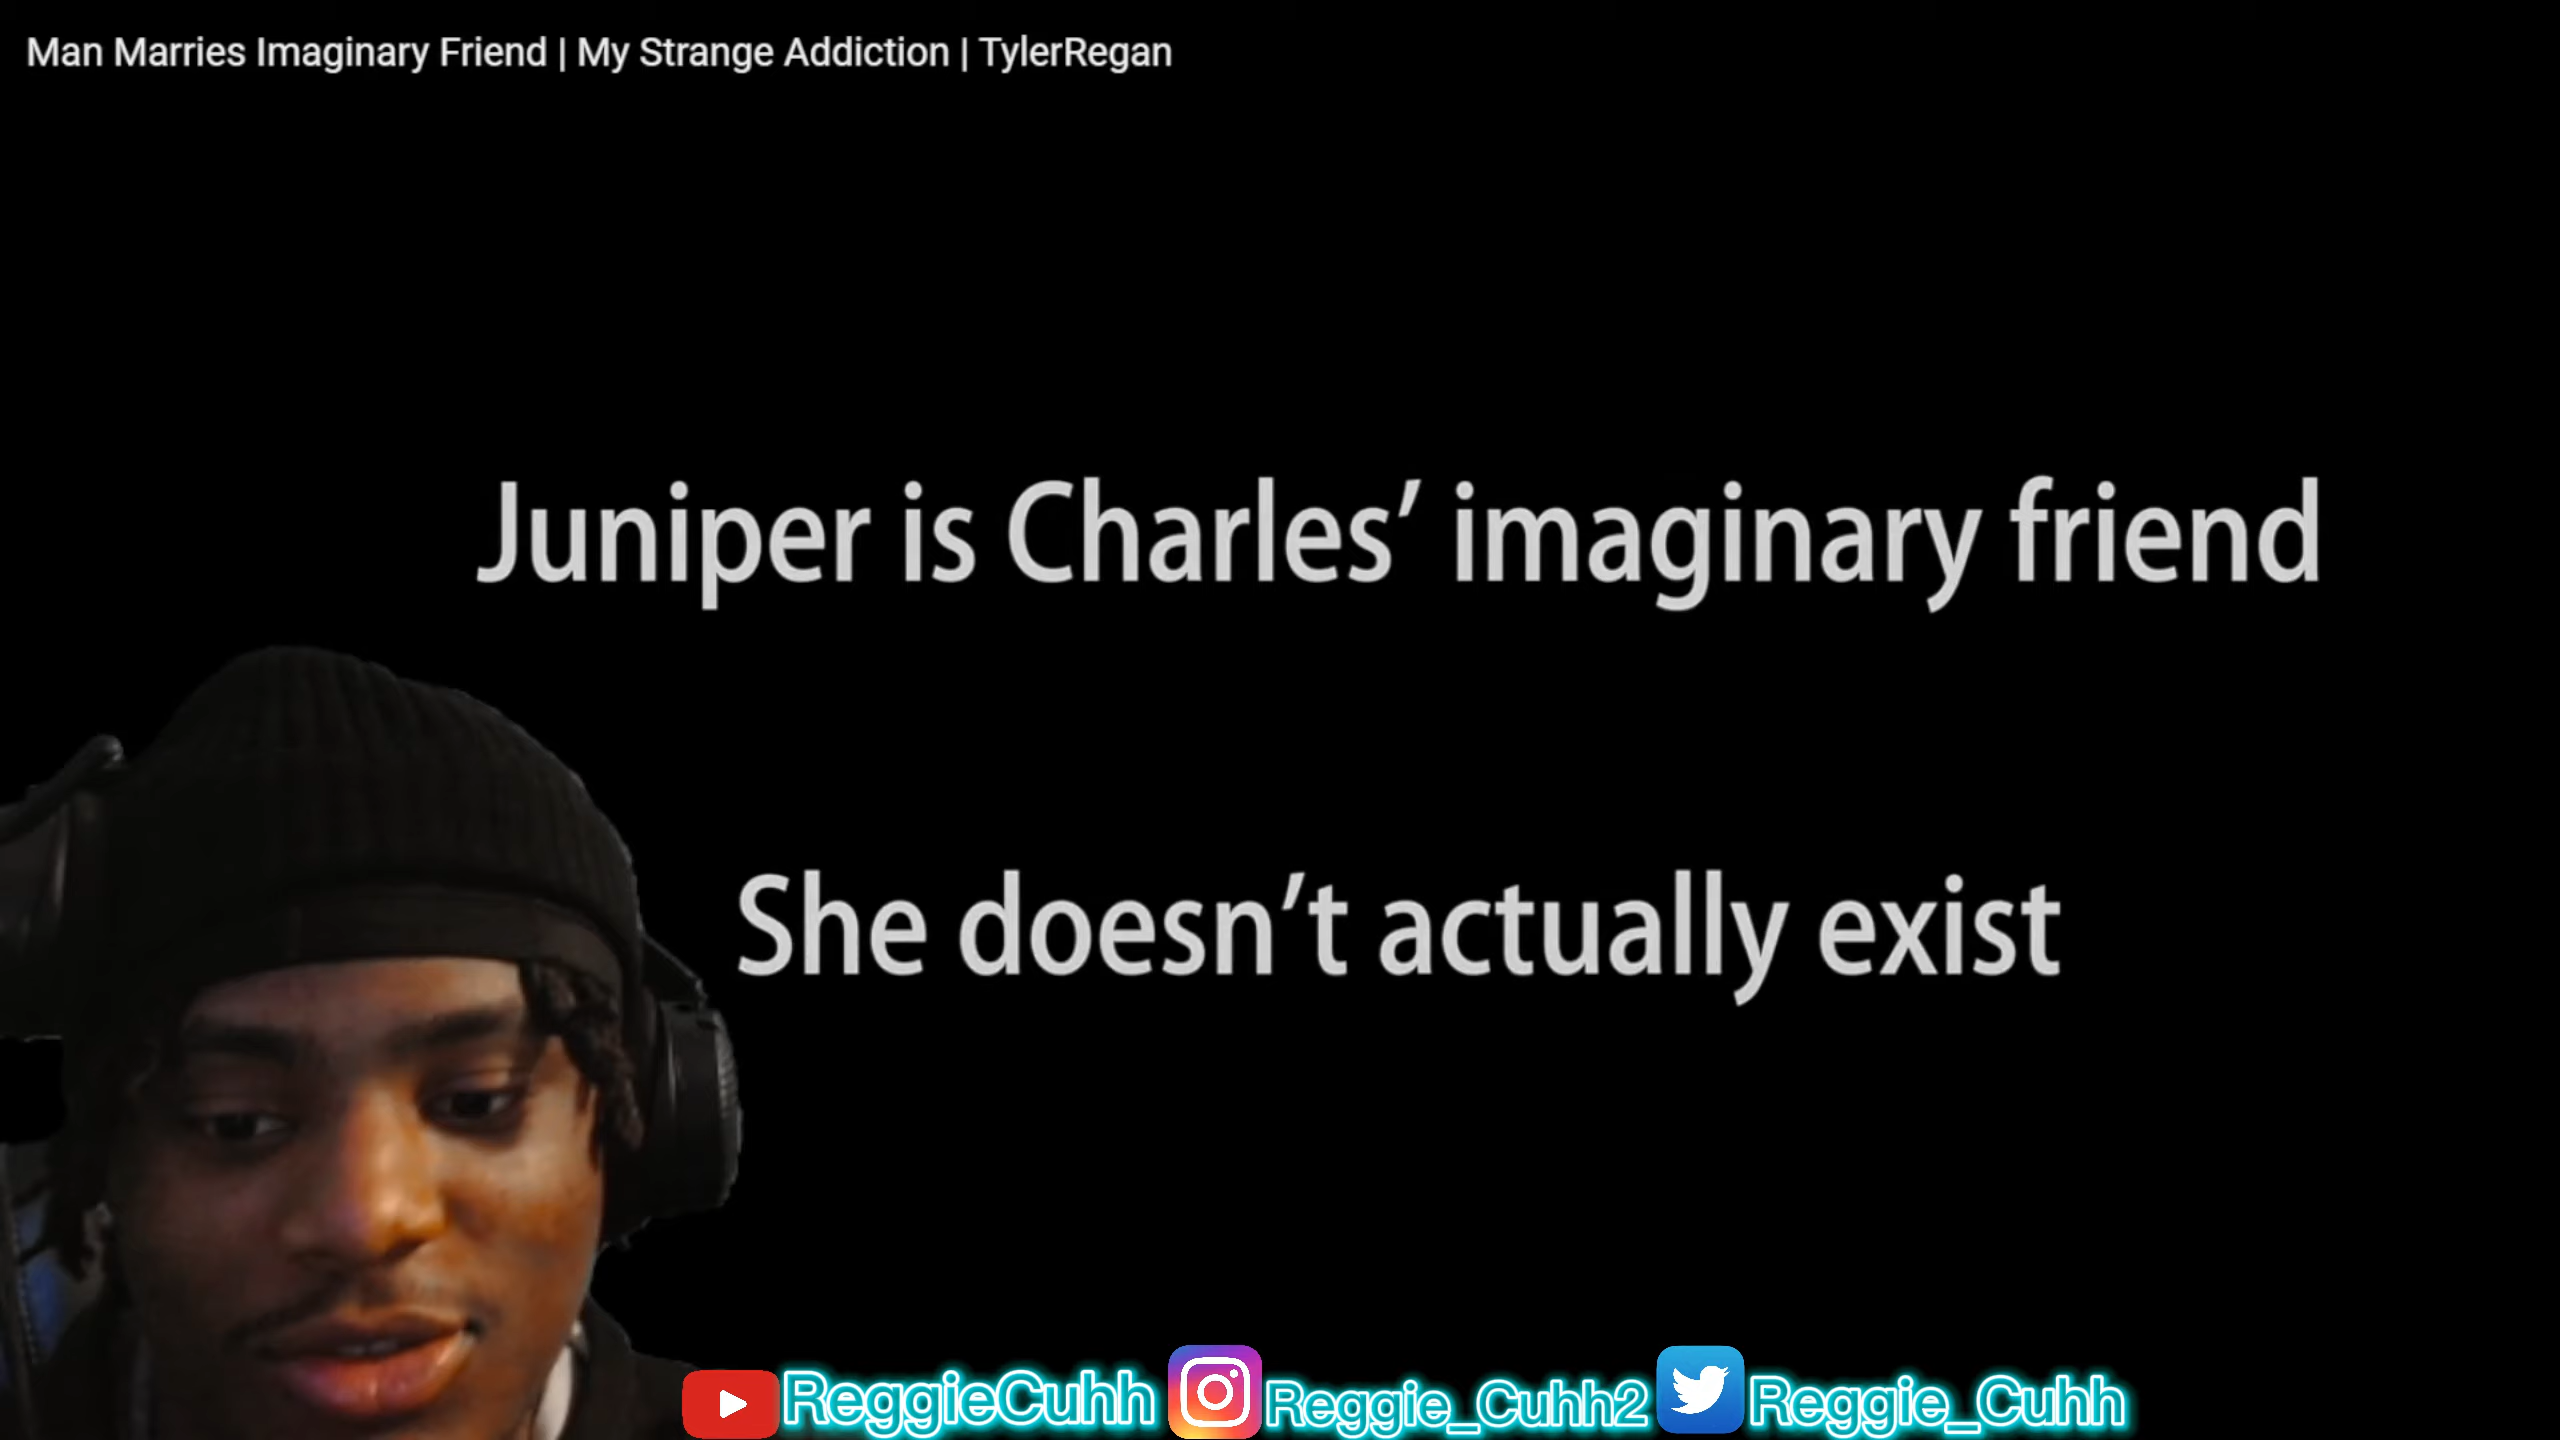 Man Marries Imaginary Friend | My Strange Addiction | TylerRegan
Juniper is Charles’ imaginary friend
She doesn’t actually exist
ReggieCuhh Reggie_Cuhh2 Reggie_Cuhh